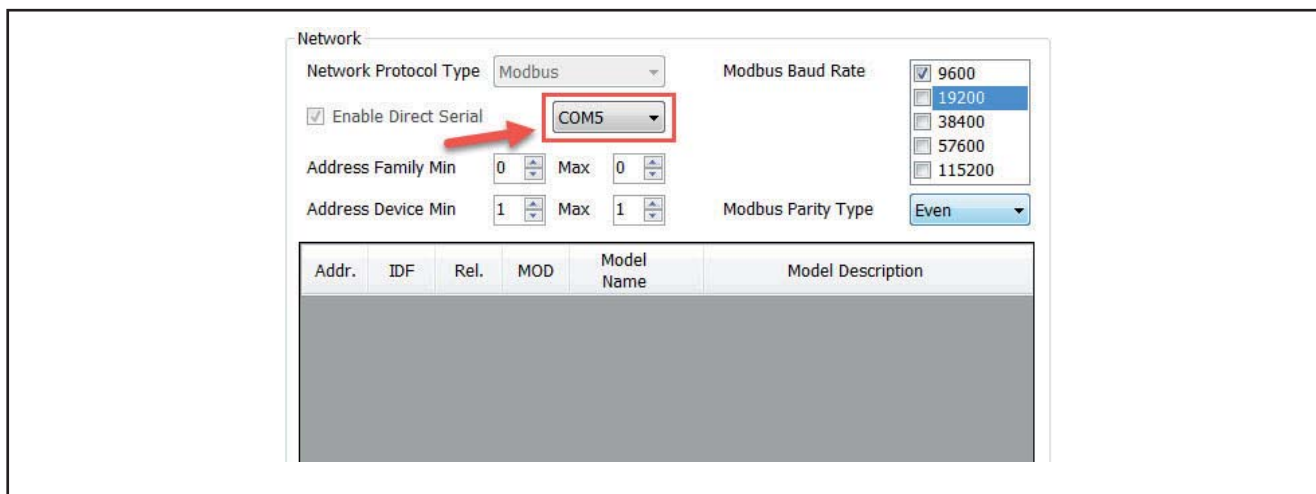 Network
Network Protocol Type Modbus Modbus Baud Rate 9600
19200
Enable Direct Serial COM5 38400
57600
Address Family Min 0 Max 0 115200
Address Device Min 1 Max 1 Modbus Parity Type Even
Addr. IDF Rel. MOD Model Name Model Description